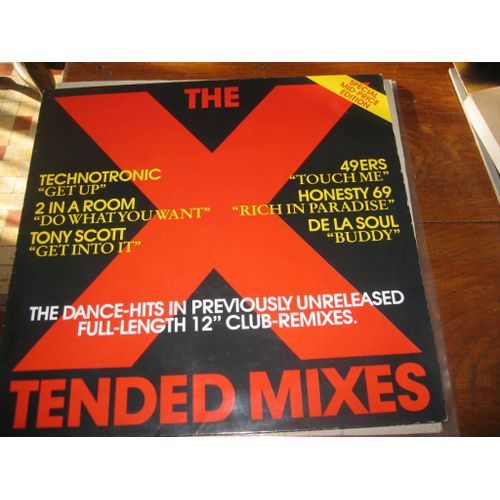 THE
SPECIAL
MID-PRICE
EDITION
TECHNOTRONIC
"GET UP"
2 IN A ROOM
"DO WHAT YOU WANT"
TONY SCOTT
"GET INTO IT"
49ERS
"TOUCH ME"
HONESTY 69
"RICH IN PARADISE"
DE LA SOUL
"BUDDY"
X
THE DANCE-HITS IN PREVIOUSLY UNRELEASED
FULL-LENGTH 12" CLUB-REMIXES.
TENDED MIXES